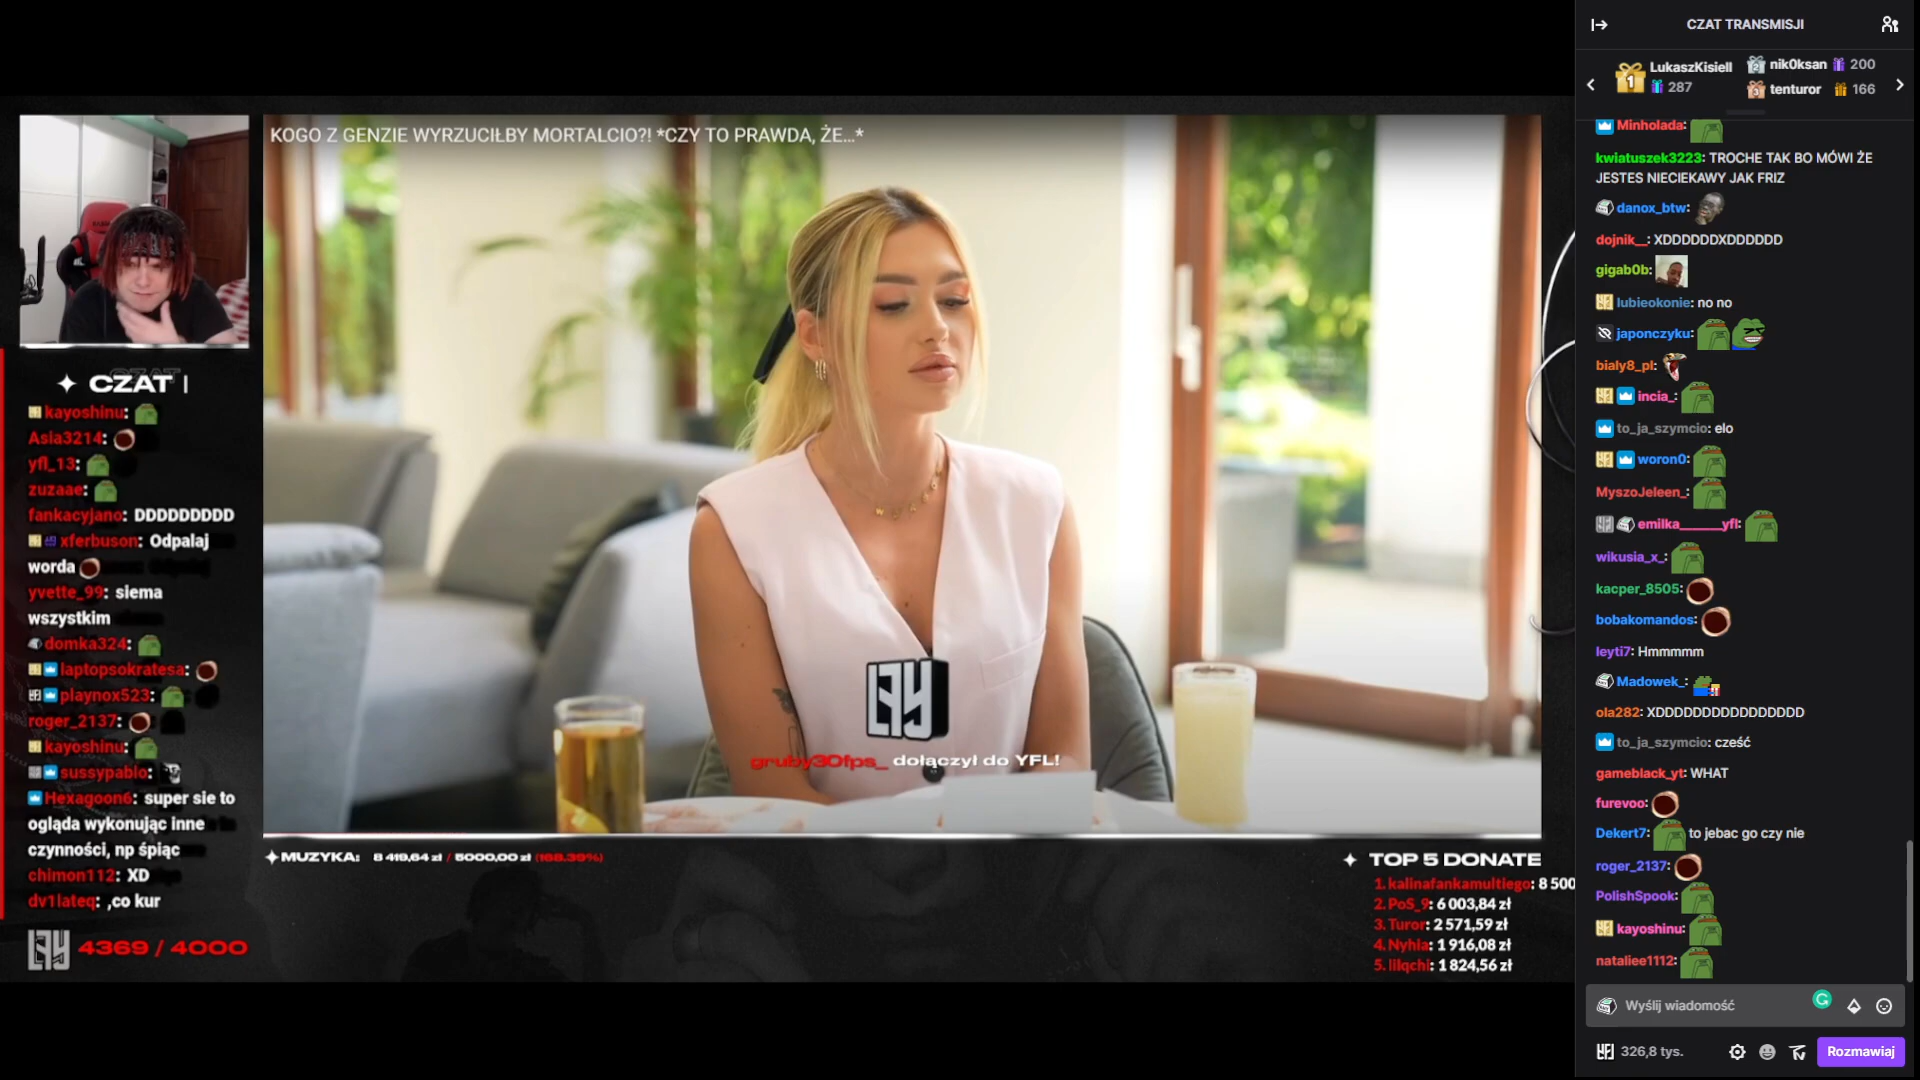 KOGO Z GENZIE WYRZUCIŁBY MORTALCIO?! *CZY TO PRAWDA, ŻE...*
CZAT |
kayoshinu:
Asia3214:
yfl_13:
zuzaae:
fankacyjano: DDDDDDDDD
xferbuson: Odpalaj
worda
yvette_99: siema
wszystkim
domka324:
laptopsokratesa:
playnox523:
roger_2137:
kayoshinu:
sussypablo:
Hexagoon6: super sie to
ogląda wykonując inne
czynności, np śpiąc
chimon112: XD
dv1lateq: ,co kur
4369 / 4000
gruby30fps_ dołączył do YFL!
MUZYKA: 8 419,64 zł / 5000,00 zł (168.39%)
TOP 5 DONATE
1. kalinafankamultiego: 8 500
2. PoS_9: 6 003,84 zł
3. Turor: 2 571,59 zł
4. Nyhia: 1 916,08 zł
5. lilqchi: 1 824,56 zł
CZAT TRANSMISJI
1 LukaszKisiell 287
2 nik0ksan 200
3 tenturor 166
Minholada:
kwiatuszek3223: TROCHE TAK BO MÓWI ŻE
JESTES NIECIEKAWY JAK FRIZ
danox_btw:
dojnik__: XDDDDDDXDDDDDD
gigab0b:
lubieokonie: no no
japonczyku:
bialy8_pl:
incia_:
to_ja_szymcio: elo
woron0:
MyszoJeleen_:
emilka______yfl:
wikusia_x_:
kacper_8505:
bobakomandos:
leyti7: Hmmmmm
Madowek_:
ola282: XDDDDDDDDDDDDDDDD
to_ja_szymcio: cześć
gameblack_yt: WHAT
furevoo:
Dekert7: to jebac go czy nie
roger_2137:
PolishSpook:
kayoshinu:
nataliee1112:
Wyślij wiadomość
326,8 tys.
Rozmawiaj